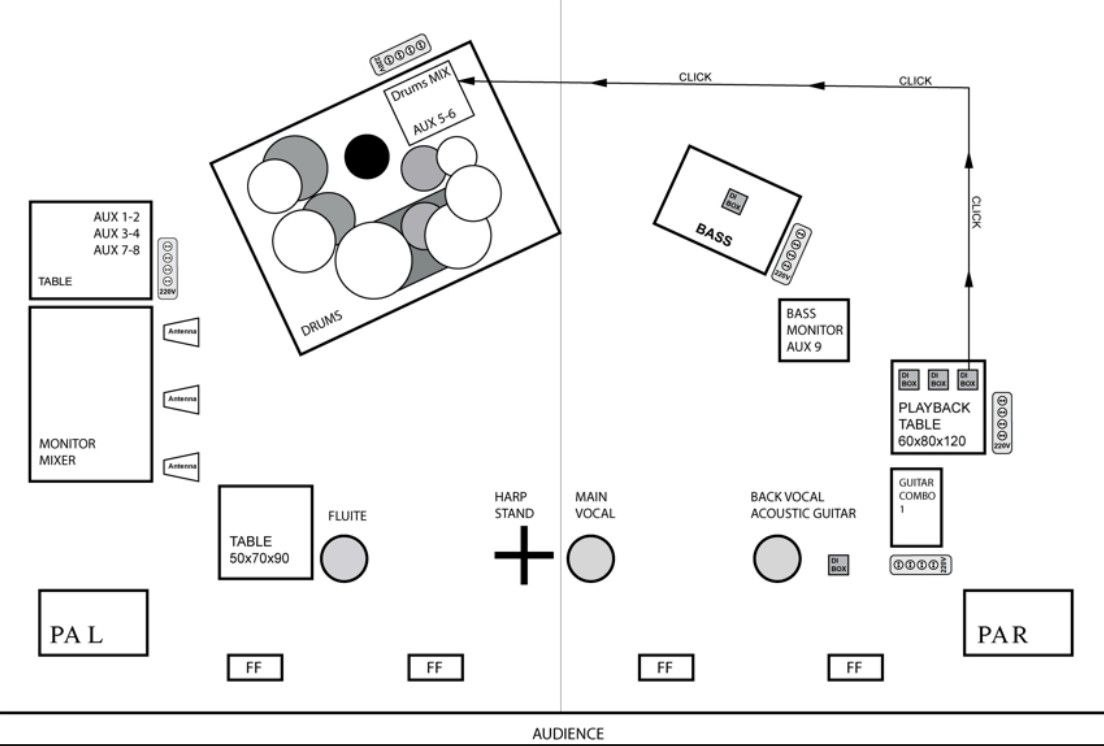 220V
Drums MIX
AUX 5-6
CLICK
CLICK
CLICK
DI
BOX
BASS
220V
AUX 1-2
AUX 3-4
AUX 7-8
TABLE
220V
DRUMS
BASS
MONITOR
AUX 9
Antenna
Antenna
Antenna
MONITOR
MIXER
DI
BOX
DI
BOX
DI
BOX
PLAYBACK
TABLE
60x80x120
220V
GUITAR
COMBO
1
TABLE
50x70x90
FLUITE
HARP
STAND
MAIN
VOCAL
BACK VOCAL
ACOUSTIC GUITAR
DI
BOX
220V
PA L
PA R
FF
FF
FF
FF
AUDIENCE